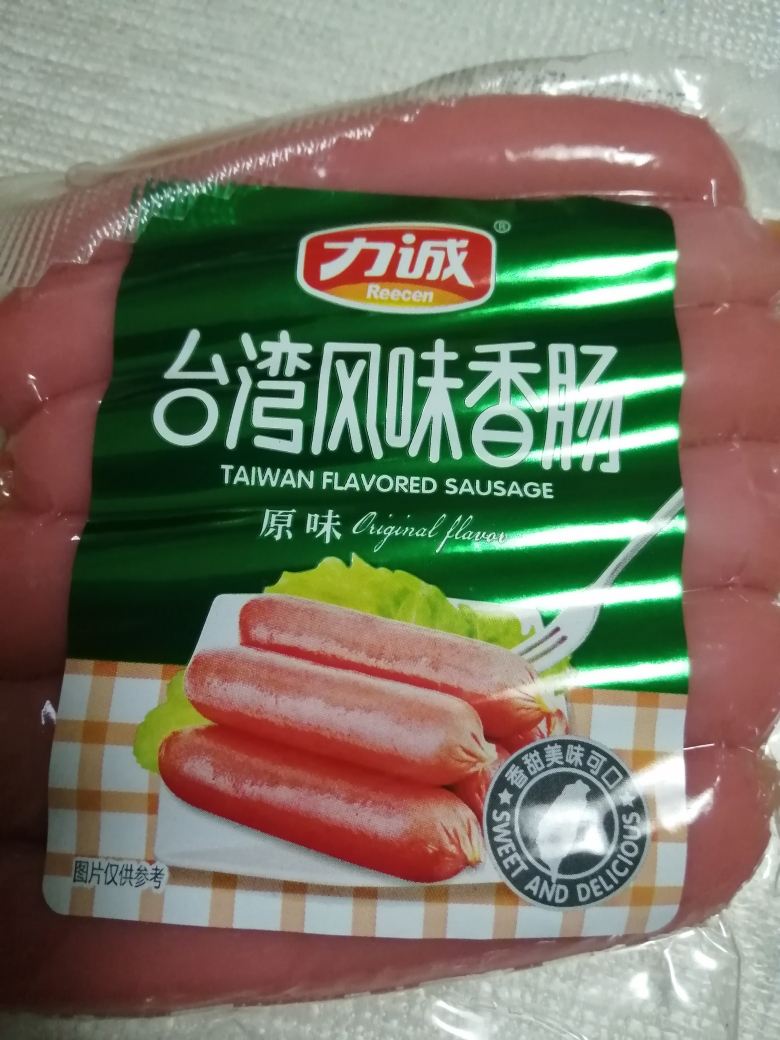 力诚®
Reecen
台湾风味香肠
TAIWAN FLAVORED SAUSAGE
原味 Original flavor
香甜美味可口
SWEET AND DELICIOUS
图片仅供参考